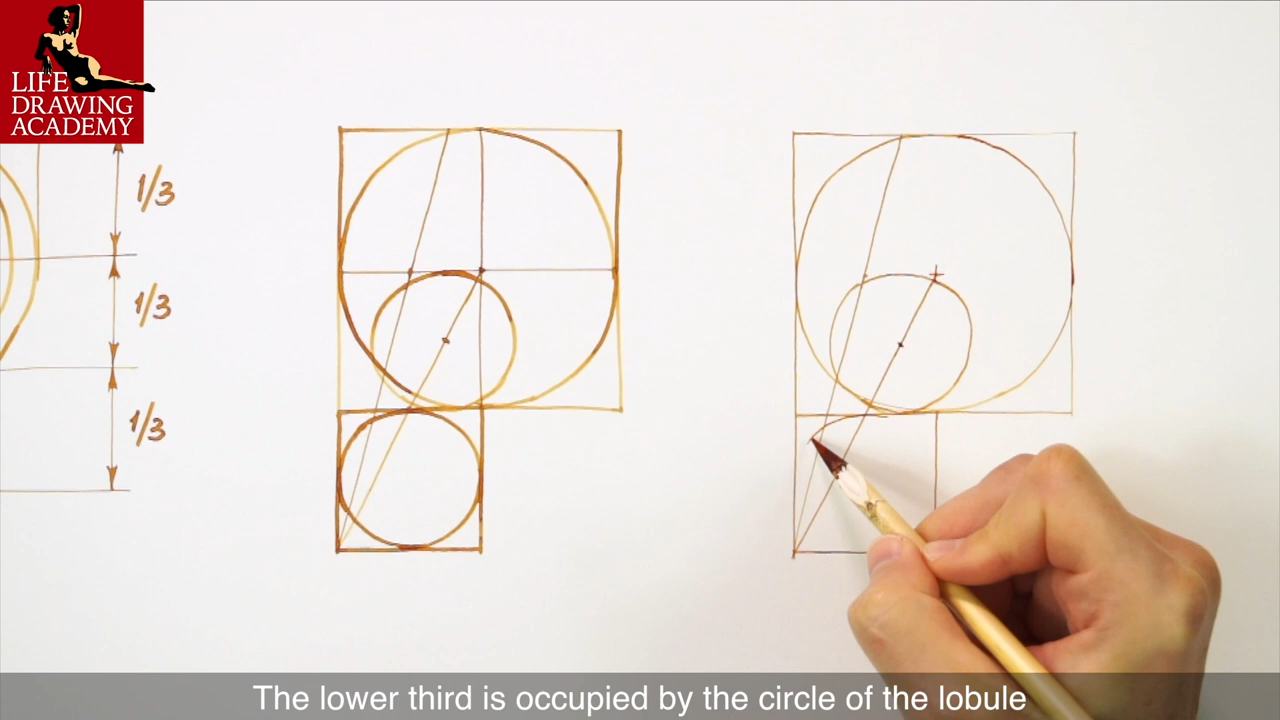 LIFE
DRAWING
ACADEMY
1/3
1/3
1/3
The lower third is occupied by the circle of the lobule